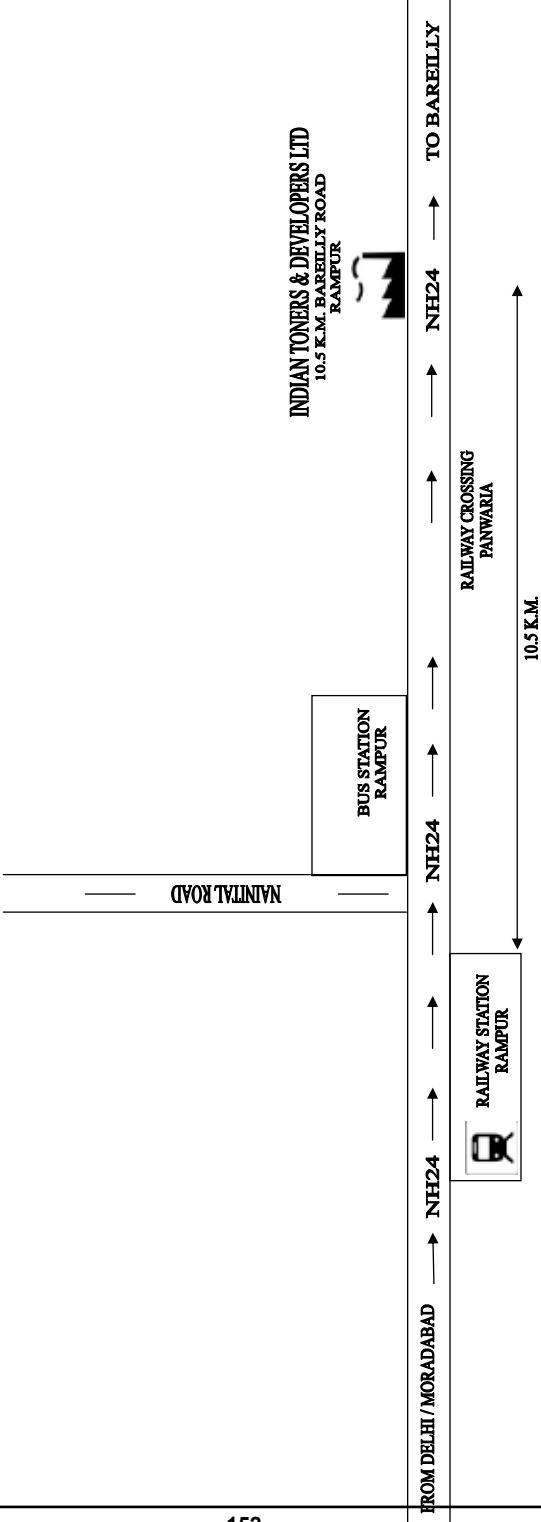 INDIAN TONERS & DEVELOPERS LTD
10.5 K.M. BAREILLY ROAD
RAMPUR
TO BAREILLY
NH24
RAILWAY CROSSING
PANWARIA
10.5 K.M.
BUS STATION
RAMPUR
NH24
NAINITAL ROAD
RAILWAY STATION
RAMPUR
NH24
FROM DELHI / MORADABAD